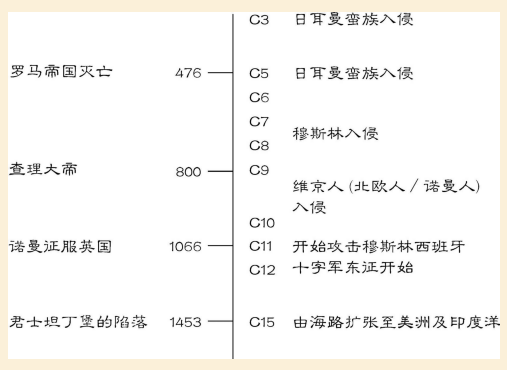 C3 日耳曼蛮族入侵
罗马帝国灭亡 476 C5 日耳曼蛮族入侵
C6
C7
穆斯林入侵
C8
查理大帝 800 C9
维京人(北欧人/诺曼人)
入侵
C10
诺曼征服英国 1066 C11 开始攻击穆斯林西班牙
C12 十字军东征开始
君士坦丁堡的陷落 1453 C15 由海路扩张至美洲及印度洋